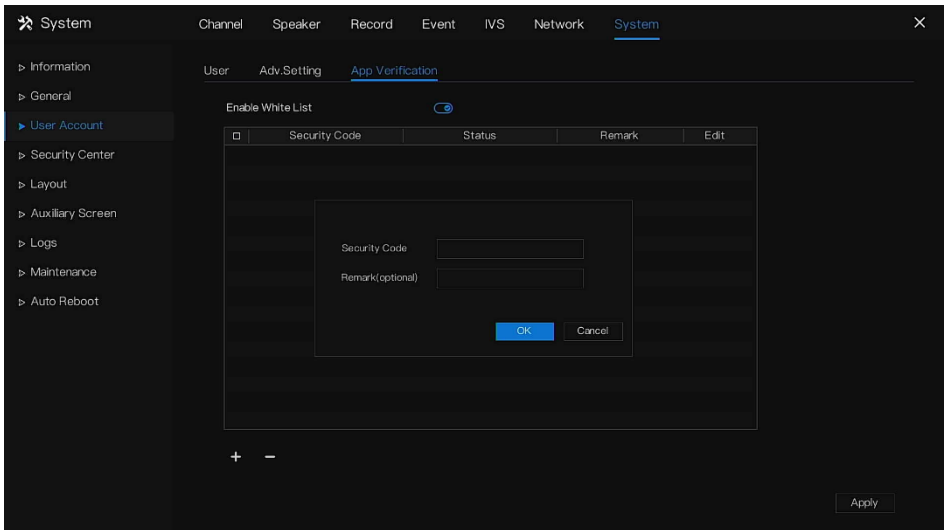 System Channel Speaker Record Event IVS Network System
Information
General
User Account
Security Center
Layout
Auxiliary Screen
Logs
Maintenance
Auto Reboot
User Adv.Setting App Verification
Enable White List
Security Code Status Remark Edit
Security Code
Remark(optional)
OK Cancel
Apply